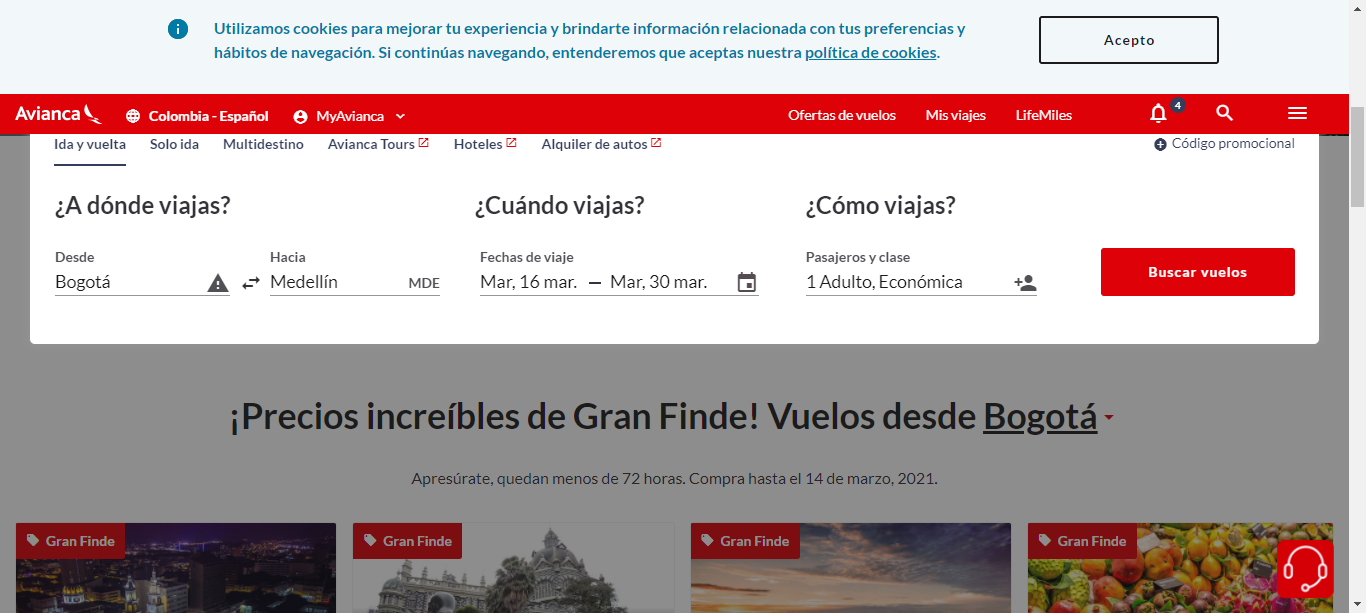 Utilizamos cookies para mejorar tu experiencia y brindarte información relacionada con tus preferencias y
hábitos de navegación. Si continúas navegando, entenderemos que aceptas nuestra política de cookies.
Acepto
Avianca
Colombia - Español
MyAvianca
Ofertas de vuelos
Mis viajes
LifeMiles
4
Ida y vuelta
Solo ida
Multidestino
Avianca Tours
Hoteles
Alquiler de autos
Código promocional
¿A dónde viajas?
¿Cuándo viajas?
¿Cómo viajas?
Desde
Hacia
Fechas de viaje
Pasajeros y clase
Bogotá
Medellín
MDE
Mar, 16 mar. — Mar, 30 mar.
1 Adulto, Económica
Buscar vuelos
¡Precios increíbles de Gran Finde! Vuelos desde Bogotá
Apresúrate, quedan menos de 72 horas. Compra hasta el 14 de marzo, 2021.
Gran Finde
Gran Finde
Gran Finde
Gran Finde